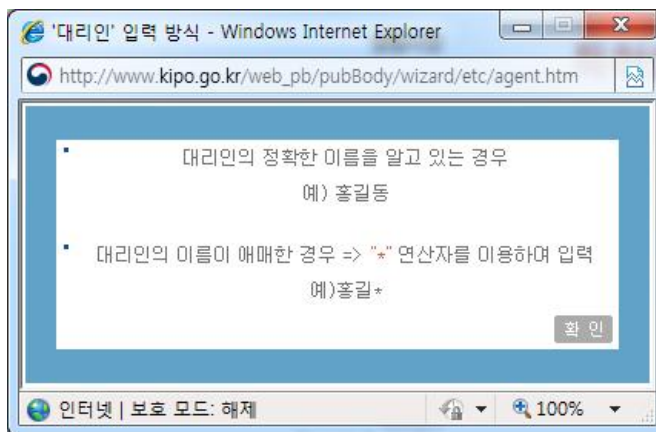 '대리인' 입력 방식 - Windows Internet Explorer
http://www.kipo.go.kr/web_pb/pubBody/wizard/etc/agent.htm
대리인의 정확한 이름을 알고 있는 경우
예) 홍길동
대리인의 이름이 애매한 경우 => "*" 연산자를 이용하여 입력
예)홍길*
확 인
인터넷 | 보호 모드: 해제 100%